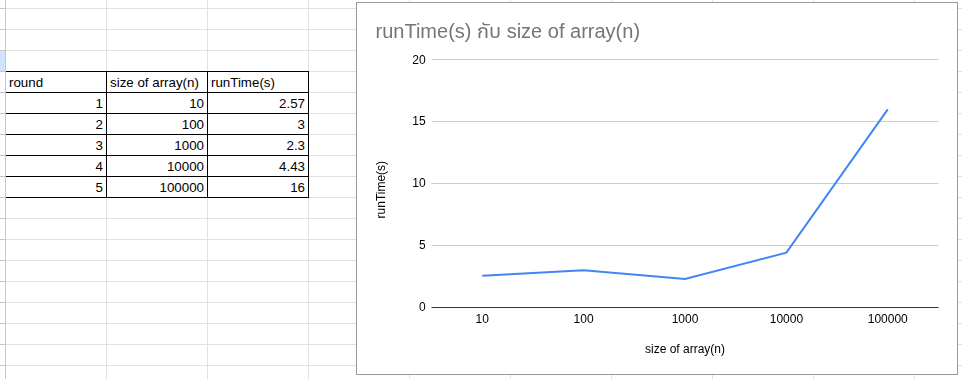 round size of array(n) runTime(s)
1 10 2.57
2 100 3
3 1000 2.3
4 10000 4.43
5 100000 16
runTime(s) กับ size of array(n)
20
15
10
5
0
runTime(s)
10 100 1000 10000 100000
size of array(n)